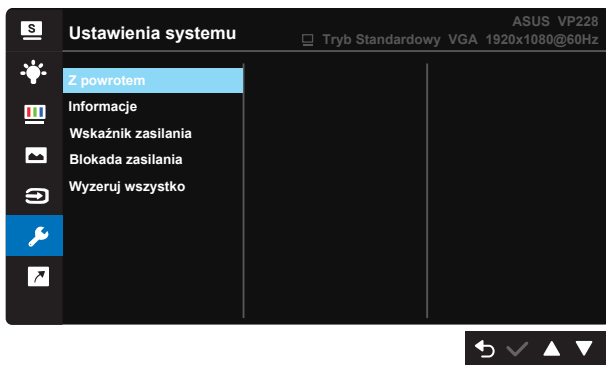 S
Ustawienia systemu
ASUS VP228
Tryb Standardowy VGA 1920x1080@60Hz
Z powrotem
Informacje
Wskaźnik zasilania
Blokada zasilania
Wyzeruj wszystko